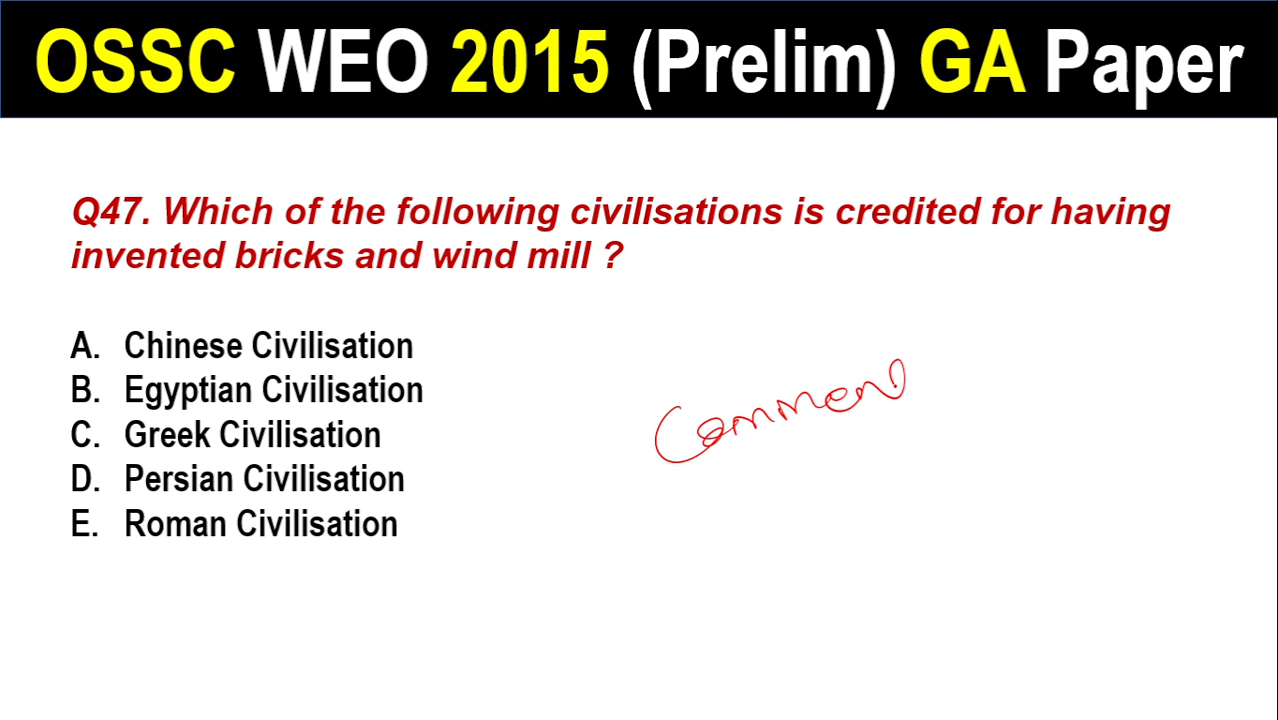 OSSC WEO 2015 (Prelim) GA Paper
Q47. Which of the following civilisations is credited for having
invented bricks and wind mill ?
A. Chinese Civilisation
B. Egyptian Civilisation
C. Greek Civilisation
D. Persian Civilisation
E. Roman Civilisation